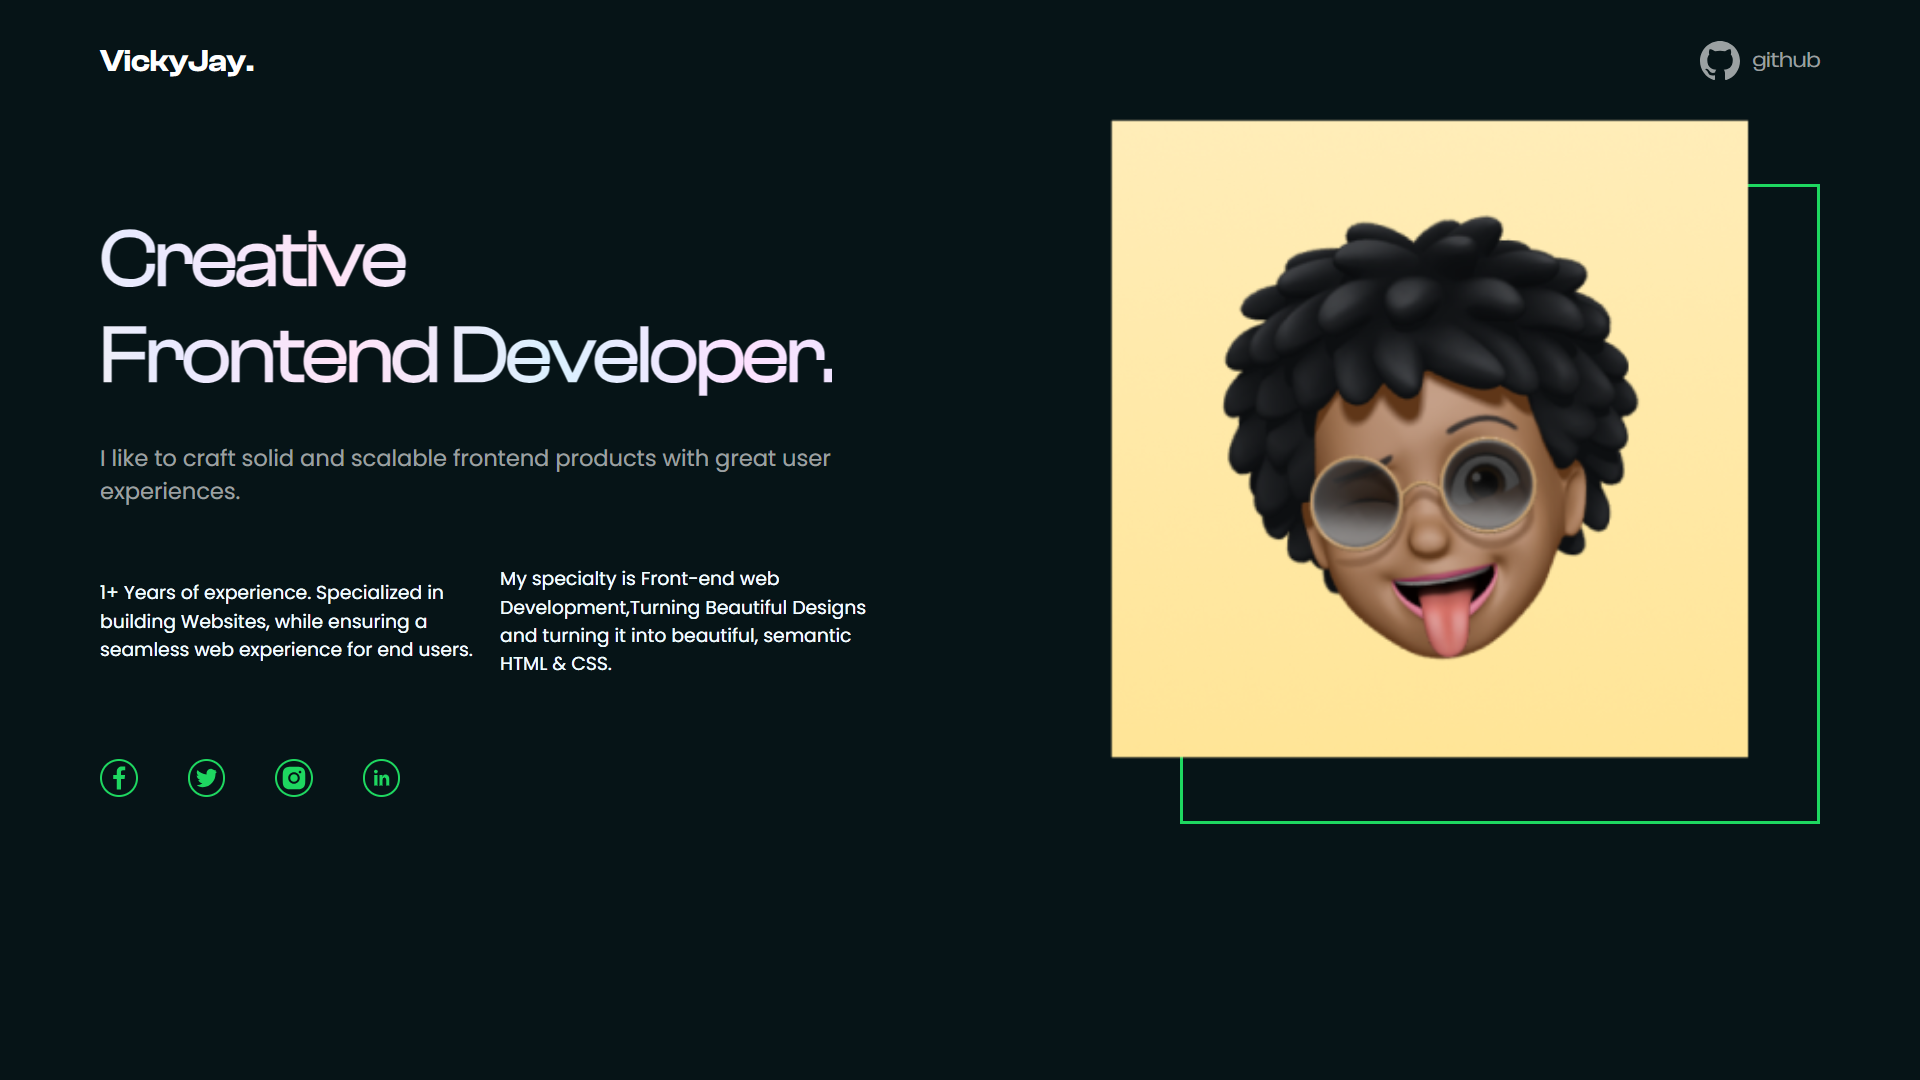 VickyJay.
github
Creative
Frontend Developer.
I like to craft solid and scalable frontend products with great user
experiences.
1+ Years of experience. Specialized in
building Websites, while ensuring a
seamless web experience for end users.
My specialty is Front-end web
Development,Turning Beautiful Designs
and turning it into beautiful, semantic
HTML & CSS.